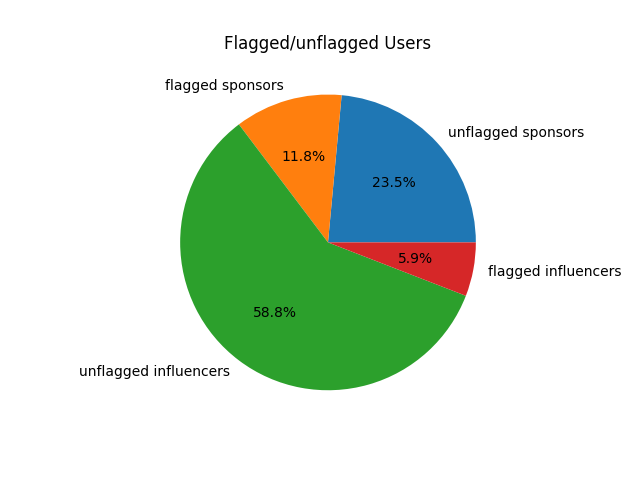 Flagged/unflagged Users
flagged sponsors
unflagged sponsors
11.8%
23.5%
5.9%
flagged influencers
58.8%
unflagged influencers